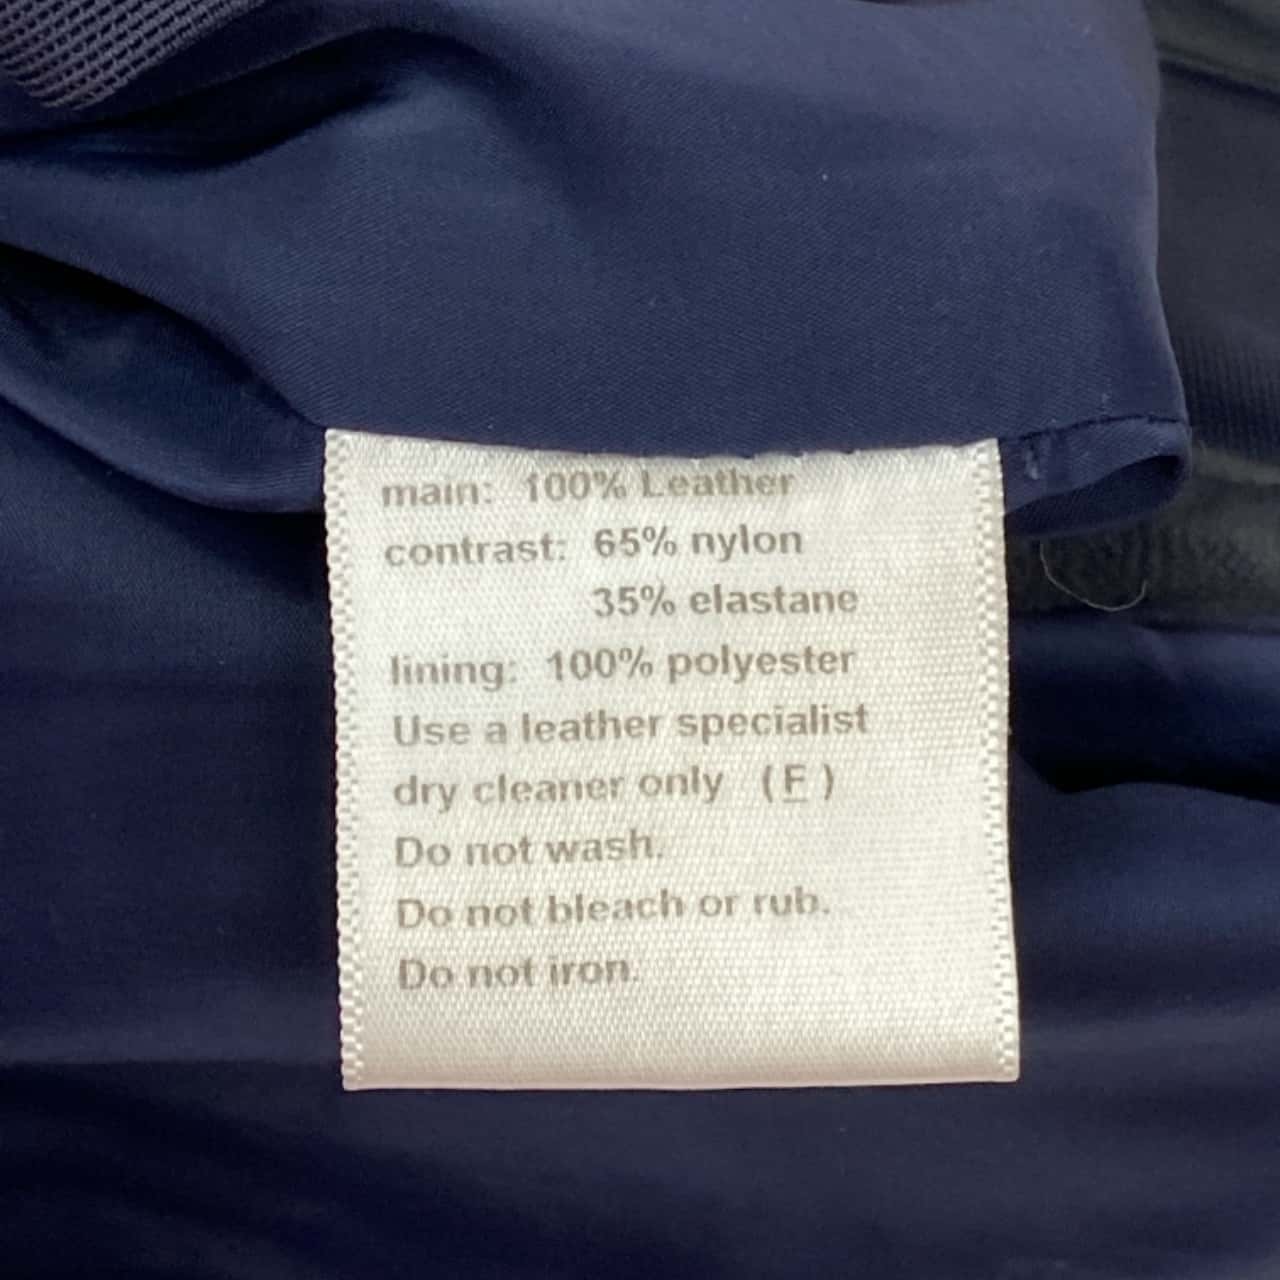 main: 100% Leather
contrast: 65% nylon
35% elastane
lining: 100% polyester
Use a leather specialist
dry cleaner only (F)
Do not wash.
Do not bleach or rub.
Do not iron.